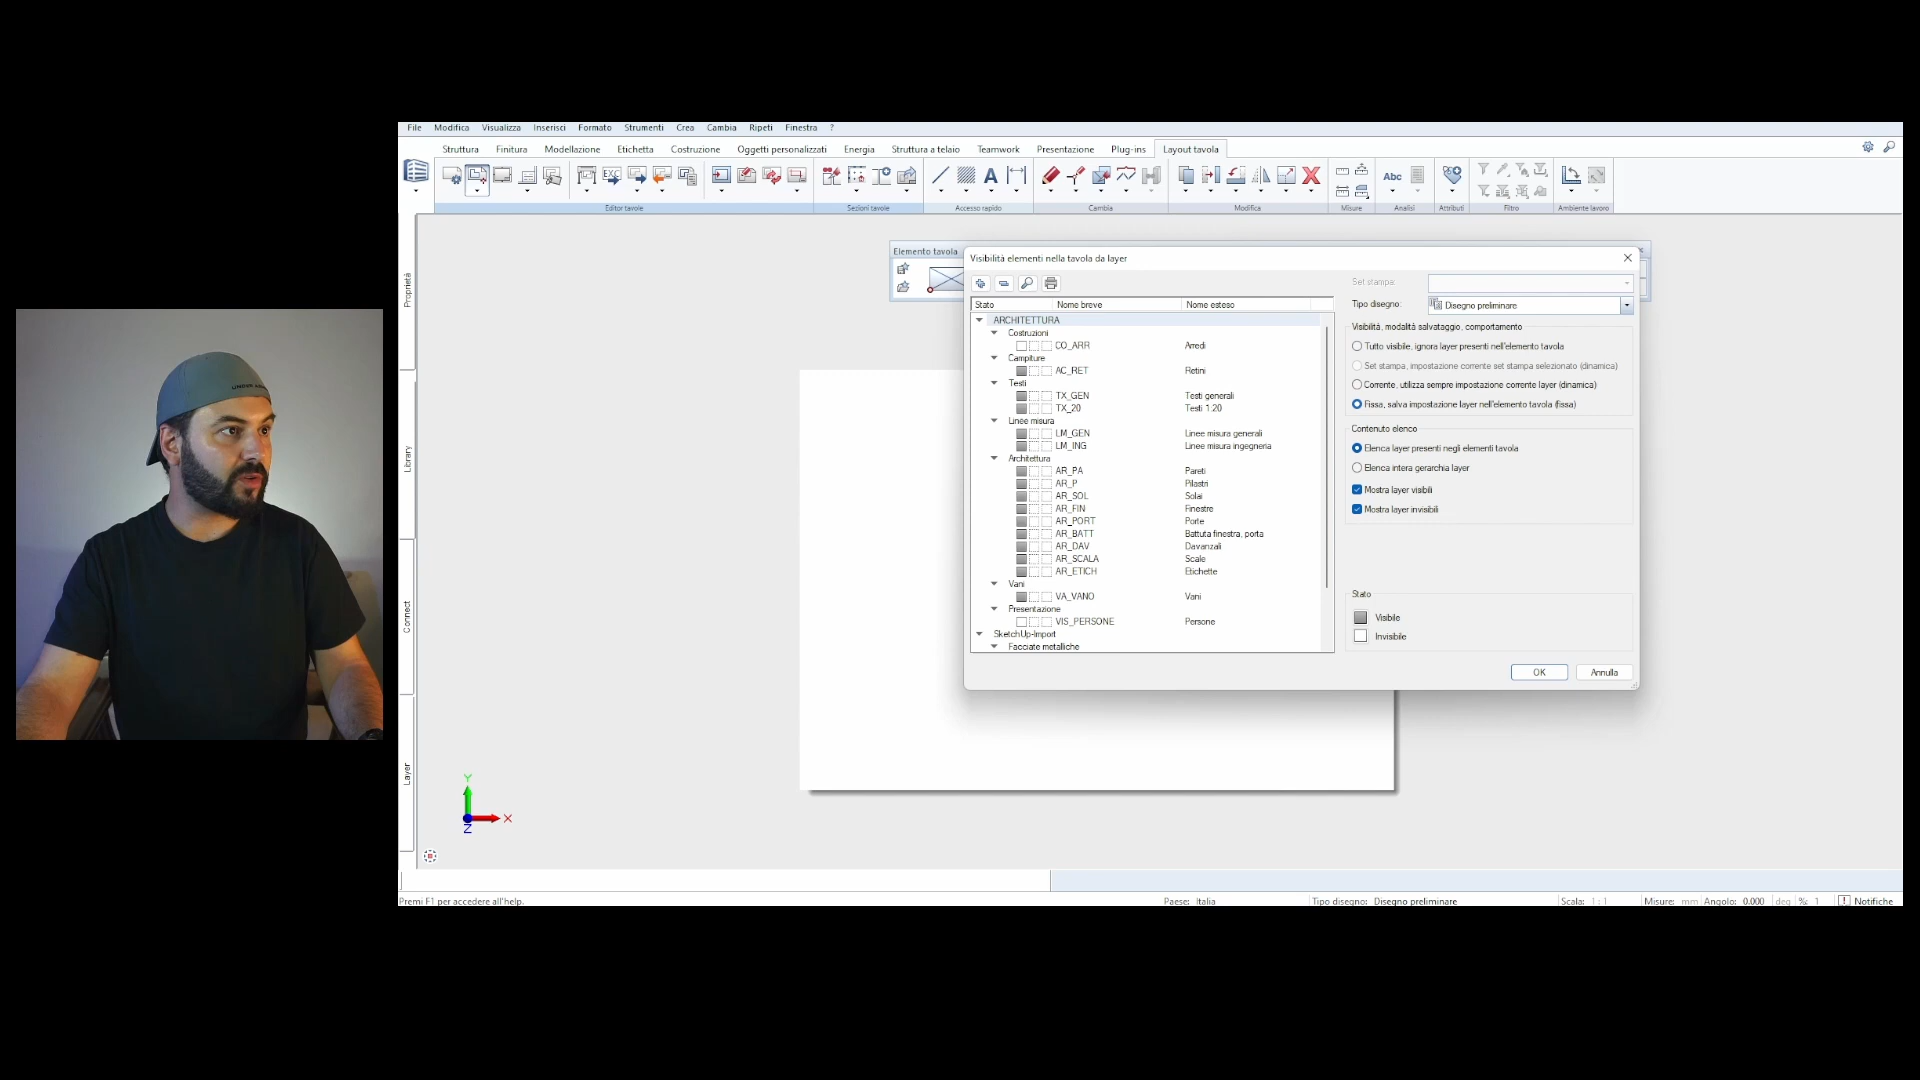 File Modifica Visualizza Inserisci Formato Strumenti Crea Cambia Ripeti Finestra ?
Struttura Finitura Modellazione Etichetta Costruzione Oggetti personalizzati Energia Struttura a telaio Teamwork Presentazione Plug-ins Layout tavola
EXC
A
Abc
Editor tavole Sezioni tavole Accesso rapido Cambia Modifica Misure Analisi Attributi Filtro Ambiente lavoro
Proprietà
Library
Connect
Layer
Elemento tavola
Visibilità elementi nella tavola da layer
Stato Nome breve Nome esteso
ARCHITETTURA
Costruzioni
CO_ARR Arredi
Campiture
AC_RET Retini
Testi
TX_GEN Testi generali
TX_20 Testi 1:20
Linee misura
LM_GEN Linee misura generali
LM_ING Linee misura ingegneria
Architettura
AR_PA Pareti
AR_P Pilastri
AR_SOL Solai
AR_FIN Finestre
AR_PORT Porte
AR_BATT Battuta finestra, porta
AR_DAV Davanzali
AR_SCALA Scale
AR_ETICH Etichette
Vani
VA_VANO Vani
Presentazione
VIS_PERSONE Persone
SketchUp-Import
Facciate metalliche
Set stampa:
Tipo disegno: Disegno preliminare
Visibilità, modalità salvataggio, comportamento
Tutto visibile, ignora layer presenti nell'elemento tavola
Set stampa, impostazione corrente set stampa selezionato (dinamica)
Corrente, utilizza sempre impostazione corrente layer (dinamica)
Fissa, salva impostazione layer nell'elemento tavola (fissa)
Contenuto elenco
Elenca layer presenti negli elementi tavola
Elenca intera gerarchia layer
Mostra layer visibili
Mostra layer invisibili
Stato
Visibile
Invisibile
OK Annulla
Y
X
Z
Premi F1 per accedere all'help. Paese: Italia Tipo disegno: Disegno preliminare Scala: 1 : 1 Misure: mm Angolo: 0.000 deg %: 1 Notifiche